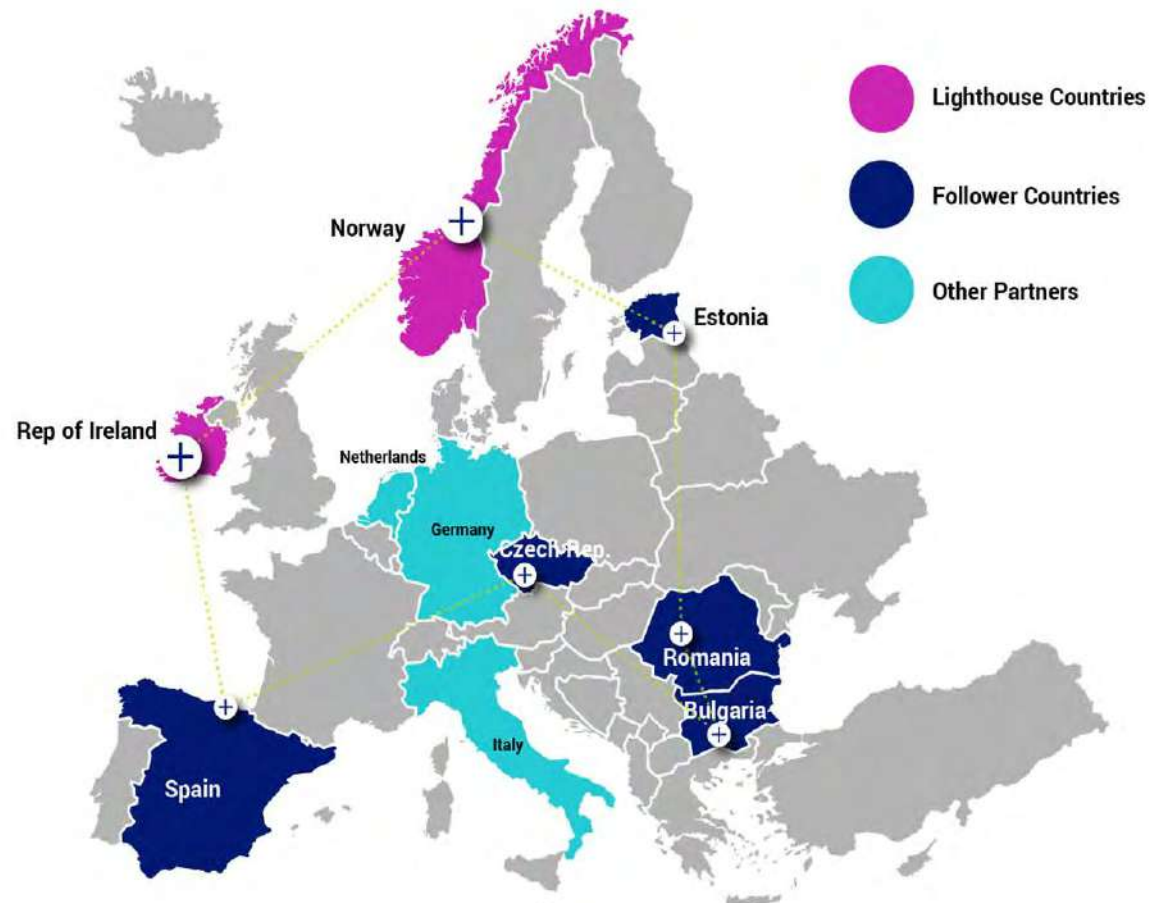 Lighthouse Countries
Norway
Follower Countries
Other Partners
Estonia
Rep of Ireland
Netherlands
Germany
Czech Rep.
Romania
Bulgaria
Italy
Spain